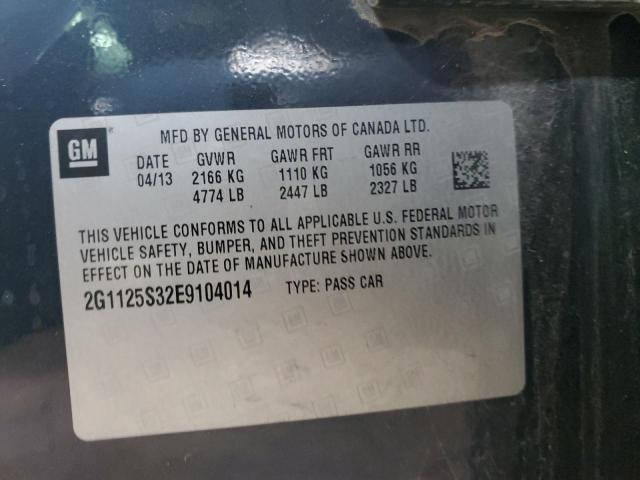 GM
MFD BY GENERAL MOTORS OF CANADA LTD.
DATE GVWR GAWR FRT GAWR RR
04/13 2166 KG 1110 KG 1056 KG
4774 LB 2447 LB 2327 LB
THIS VEHICLE CONFORMS TO ALL APPLICABLE U.S. FEDERAL MOTOR
VEHICLE SAFETY, BUMPER, AND THEFT PREVENTION STANDARDS IN
EFFECT ON THE DATE OF MANUFACTURE SHOWN ABOVE.
2G1125S32E9104014 TYPE: PASS CAR